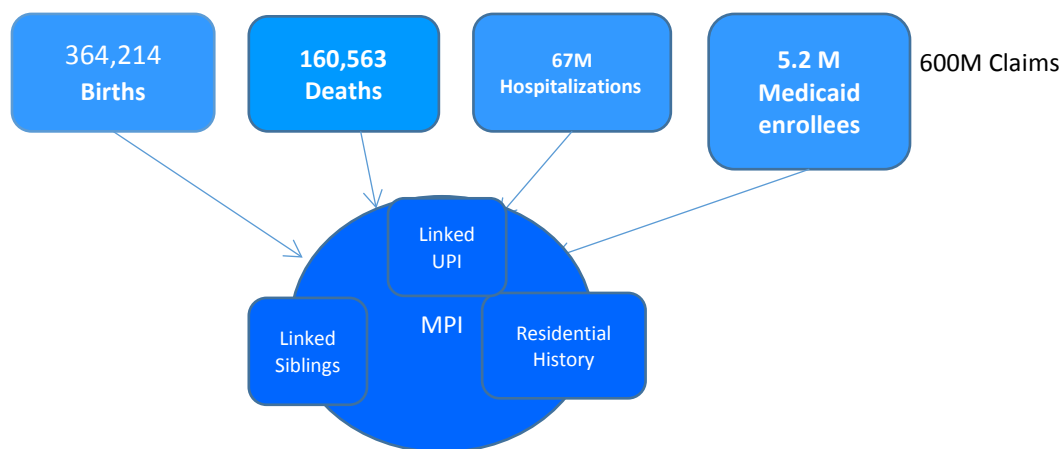 364,214
Births
160,563
Deaths
67M
Hospitalizations
5.2 M
Medicaid
enrollees
600M Claims
Linked
UPI
MPI
Linked
Siblings
Residential
History